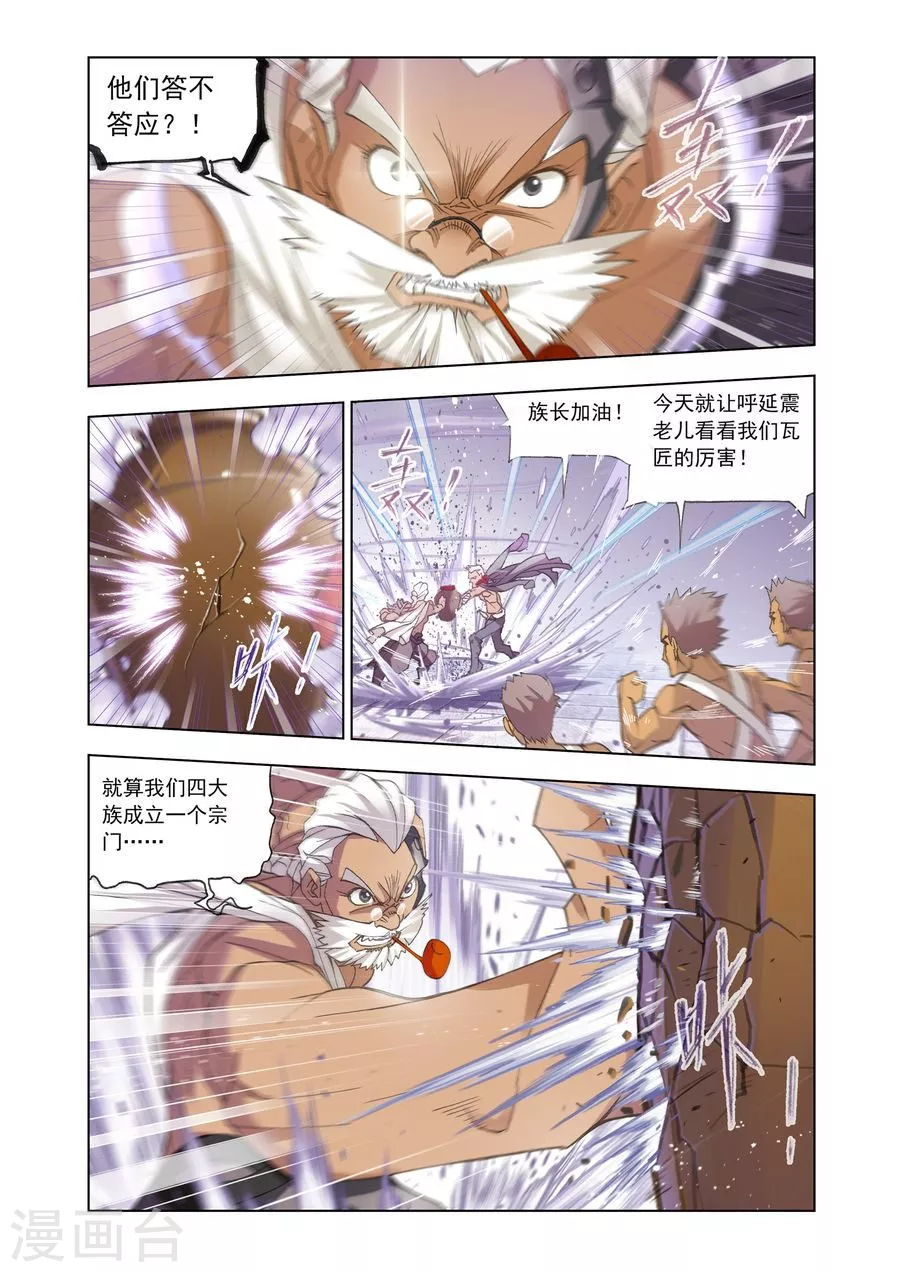 他们答不
答应？！
轰！
族长加油！
今天就让呼延震
老儿看看我们瓦
匠的厉害！
轰！
咔！
就算我们四大
族成立一个宗
门……
咔！
漫画台